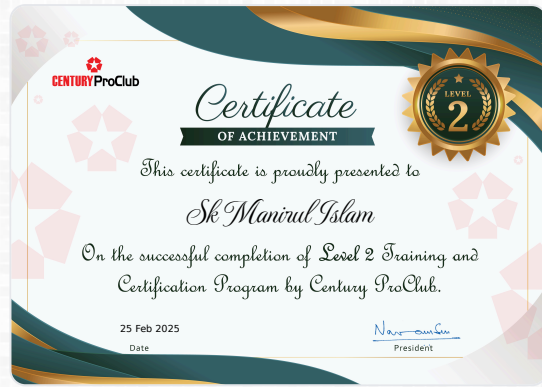 CENTURY ProClub
LEVEL
2
Certificate
OF ACHIEVEMENT
This certificate is proudly presented to
Sk Manirul Islam
On the successful completion of Level 2 Training and
Certification Program by Century ProClub.
25 Feb 2025
Date
President